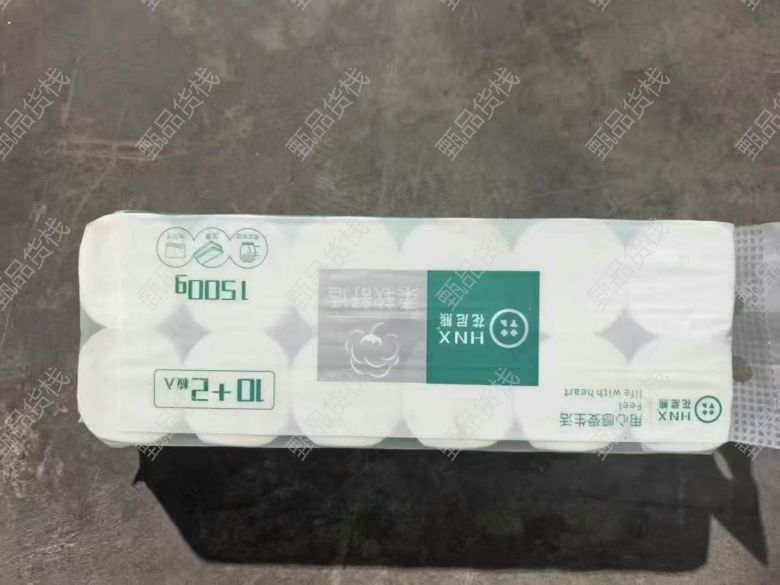 用心感受生活
Feel
life with heart
HNX
花尼熊
HNX
花尼熊
柔软舒适
10+2粒入
1500g
甄品货栈